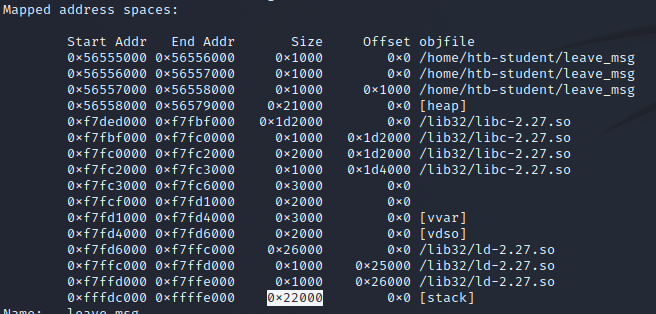 Mapped address spaces:
Start Addr End Addr Size Offset objfile
0×56555000 0×56556000 0×1000 0×0 /home/htb-student/leave_msg
0×56556000 0×56557000 0×1000 0×0 /home/htb-student/leave_msg
0×56557000 0×56558000 0×1000 0×1000 /home/htb-student/leave_msg
0×56558000 0×56579000 0×21000 0×0 [heap]
0×f7ded000 0×f7fbf000 0×1d2000 0×0 /lib32/libc-2.27.so
0×f7fbf000 0×f7fc0000 0×1000 0×1d2000 /lib32/libc-2.27.so
0×f7fc0000 0×f7fc2000 0×2000 0×1d2000 /lib32/libc-2.27.so
0×f7fc2000 0×f7fc3000 0×1000 0×1d4000 /lib32/libc-2.27.so
0×f7fc3000 0×f7fc6000 0×3000 0×0
0×f7fcf000 0×f7fd1000 0×2000 0×0
0×f7fd1000 0×f7fd4000 0×3000 0×0 [vvar]
0×f7fd4000 0×f7fd6000 0×2000 0×0 [vdso]
0×f7fd6000 0×f7ffc000 0×26000 0×0 /lib32/ld-2.27.so
0×f7ffc000 0×f7ffd000 0×1000 0×25000 /lib32/ld-2.27.so
0×f7ffd000 0×f7ffe000 0×1000 0×26000 /lib32/ld-2.27.so
0×fffdc000 0×ffffe000 0×22000 0×0 [stack]
Name: leave_msg